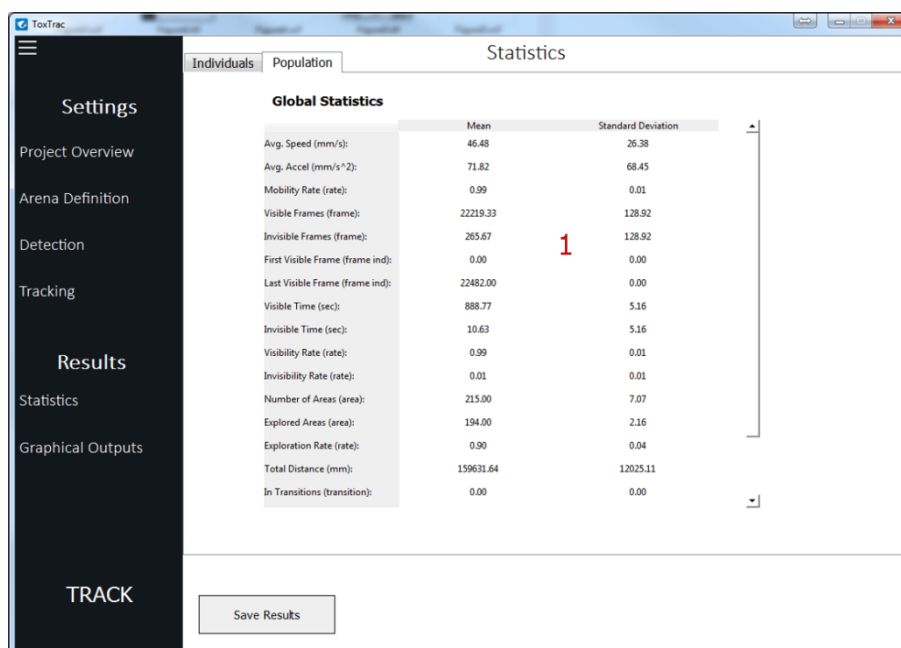 ToxTrac
Statistics
Individuals Population
Settings
Project Overview
Arena Definition
Detection
Tracking
Results
Statistics
Graphical Outputs
TRACK
Global Statistics
Mean Standard Deviation
Avg. Speed (mm/s): 46.48 26.38
Avg. Accel (mm/s^2): 71.82 68.45
Mobility Rate (rate): 0.99 0.01
Visible Frames (frame): 22219.33 128.92
Invisible Frames (frame): 265.67 128.92
1
First Visible Frame (frame ind): 0.00 0.00
Last Visible Frame (frame ind): 22482.00 0.00
Visible Time (sec): 888.77 5.16
Invisible Time (sec): 10.63 5.16
Visibility Rate (rate): 0.99 0.01
Invisibility Rate (rate): 0.01 0.01
Number of Areas (area): 215.00 7.07
Explored Areas (area): 194.00 2.16
Exploration Rate (rate): 0.90 0.04
Total Distance (mm): 159631.64 12025.11
In Transitions (transition): 0.00 0.00
Save Results